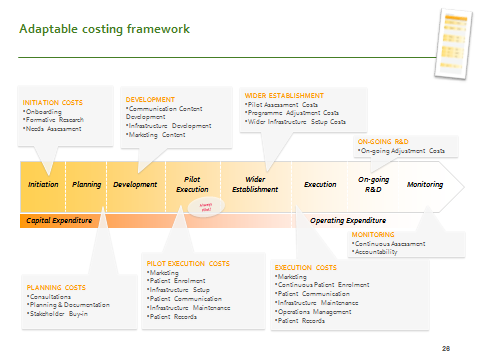 Adaptable costing framework
INITIATION COSTS
•Onboarding
•Formative Research
•Needs Assessment
DEVELOPMENT
•Communication Content
Development
•Infrastructure Development
•Marketing Content
WIDER ESTABLISHMENT
•Pilot Assessment Costs
•Programme Adjustment Costs
•Wider Infrastructure Setup Costs
ON-GOING R&D
•On-going Adjustment Costs
Initiation
Planning
Development
Pilot
Execution
Wider
Establishment
Execution
On-going
R&D
Monitoring
Capital Expenditure
Operating Expenditure
MONITORING
•Continuous Assessment
•Accountability
PLANNING COSTS
•Consultations
•Planning & Documentation
•Stakeholder Buy-in
PILOT EXECUTION COSTS
•Marketing
•Patient Enrolment
•Infrastructure Setup
•Patient Communication
•Infrastructure Maintenance
•Patient Records
EXECUTION COSTS
•Marketing
•Continuous Patient Enrolment
•Patient Communication
•Infrastructure Maintenance
•Operations Management
•Patient Records
26